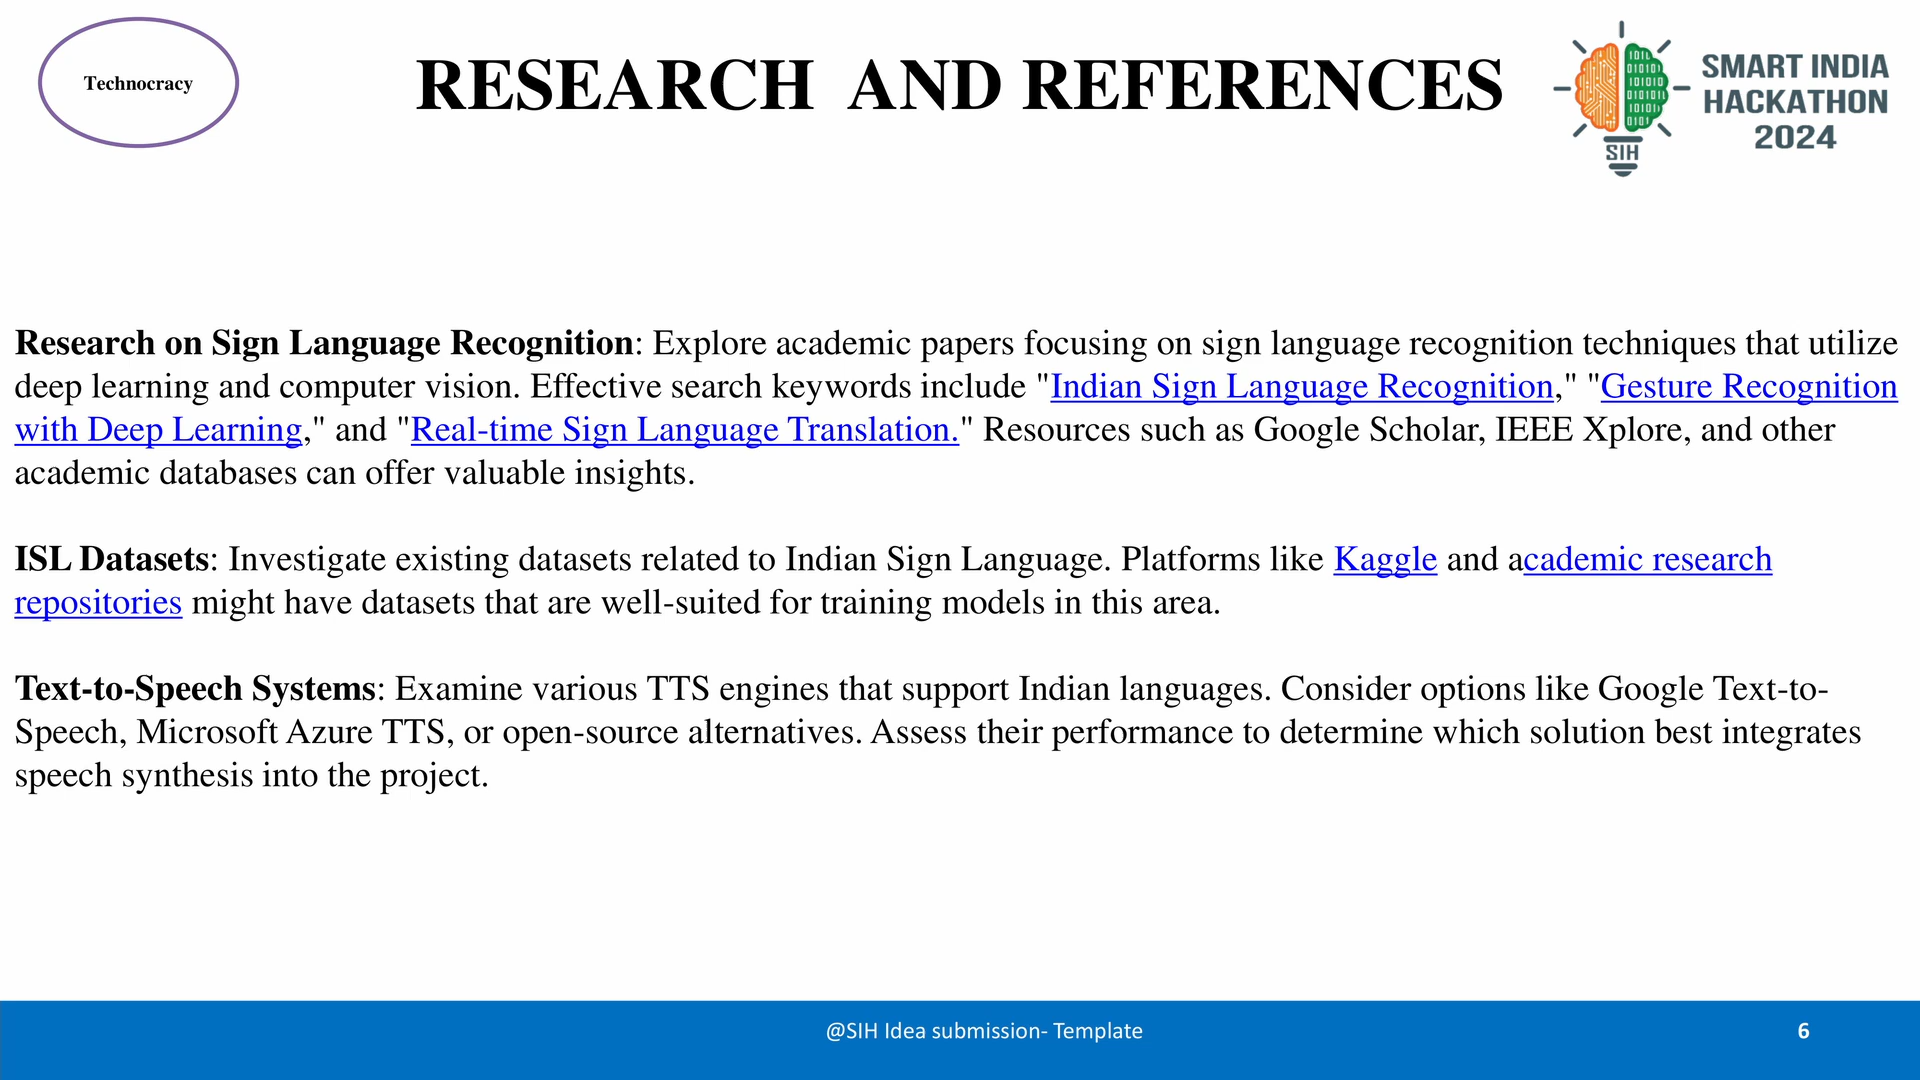 Technocracy
RESEARCH  AND REFERENCES
SMART INDIA
HACKATHON
2024
SIH
Research on Sign Language Recognition: Explore academic papers focusing on sign language recognition techniques that utilize
deep learning and computer vision. Effective search keywords include "Indian Sign Language Recognition," "Gesture Recognition
with Deep Learning," and "Real-time Sign Language Translation." Resources such as Google Scholar, IEEE Xplore, and other
academic databases can offer valuable insights.
ISL Datasets: Investigate existing datasets related to Indian Sign Language. Platforms like Kaggle and academic research
repositories might have datasets that are well-suited for training models in this area.
Text-to-Speech Systems: Examine various TTS engines that support Indian languages. Consider options like Google Text-to-
Speech, Microsoft Azure TTS, or open-source alternatives. Assess their performance to determine which solution best integrates
speech synthesis into the project.
@SIH Idea submission- Template
6